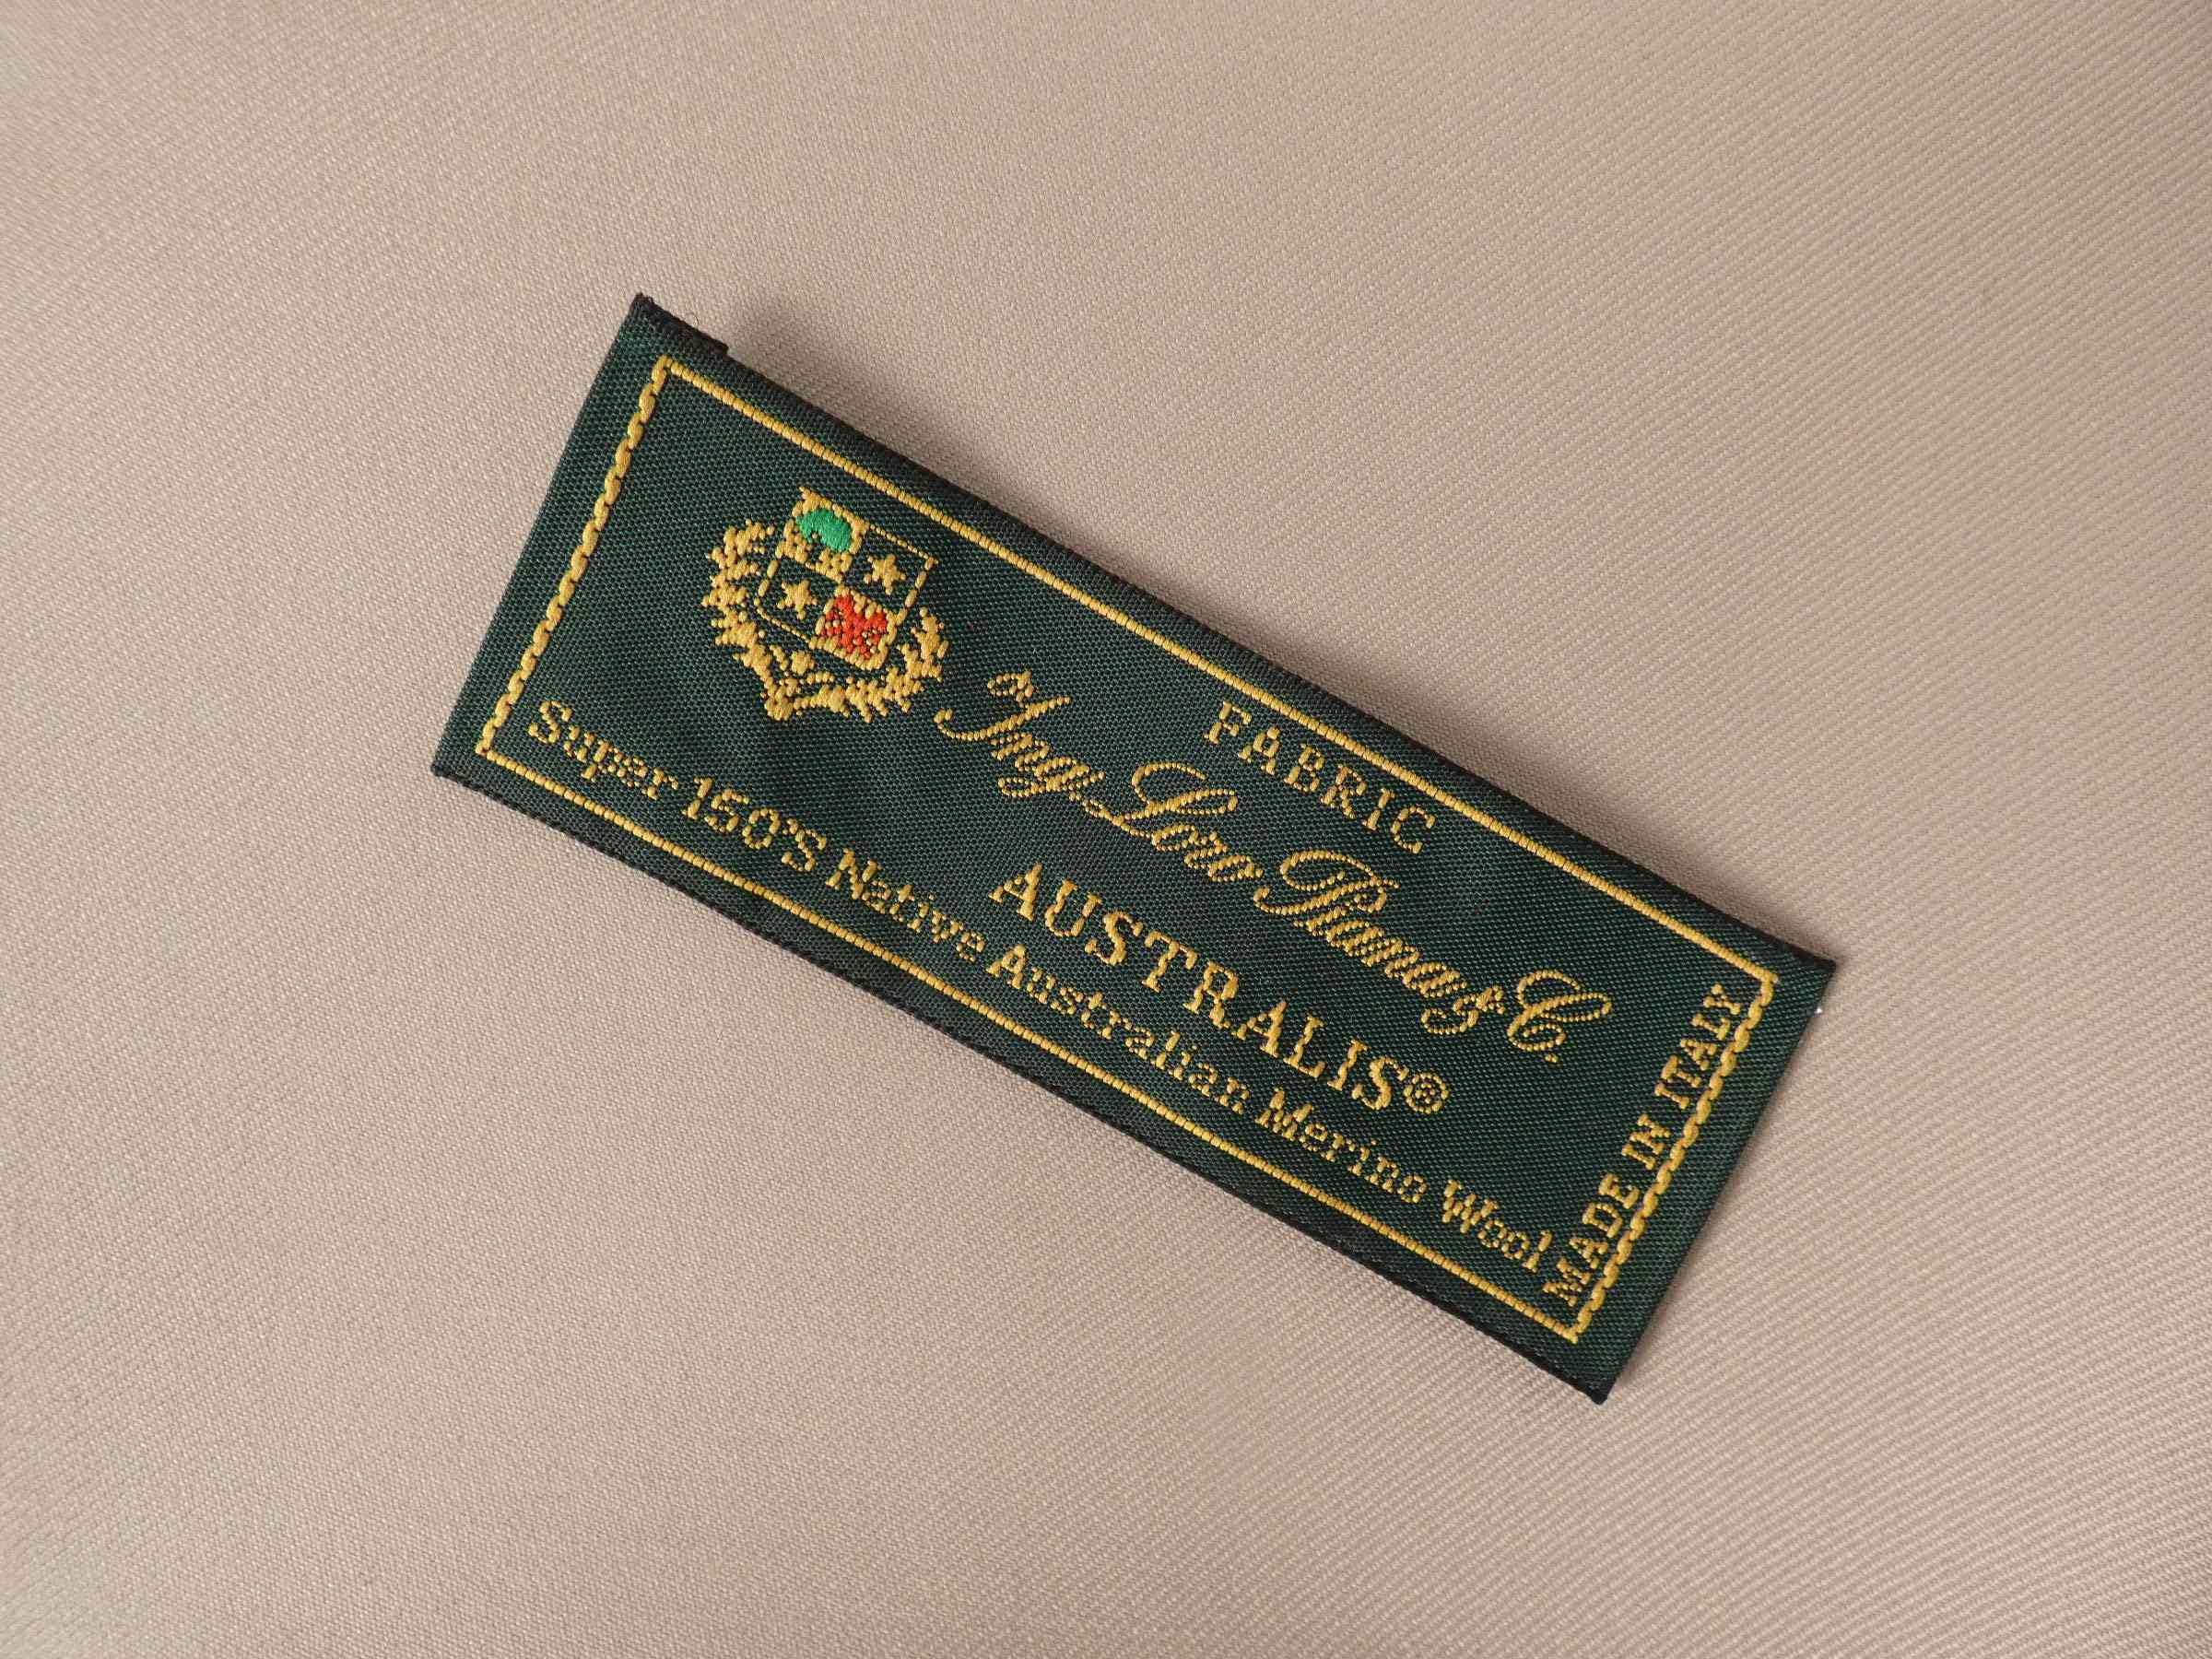 FABRIC
Ing. Loro Piana & C.
AUSTRALIS®
Super 150'S Native Australian Merino Wool
MADE IN ITALY